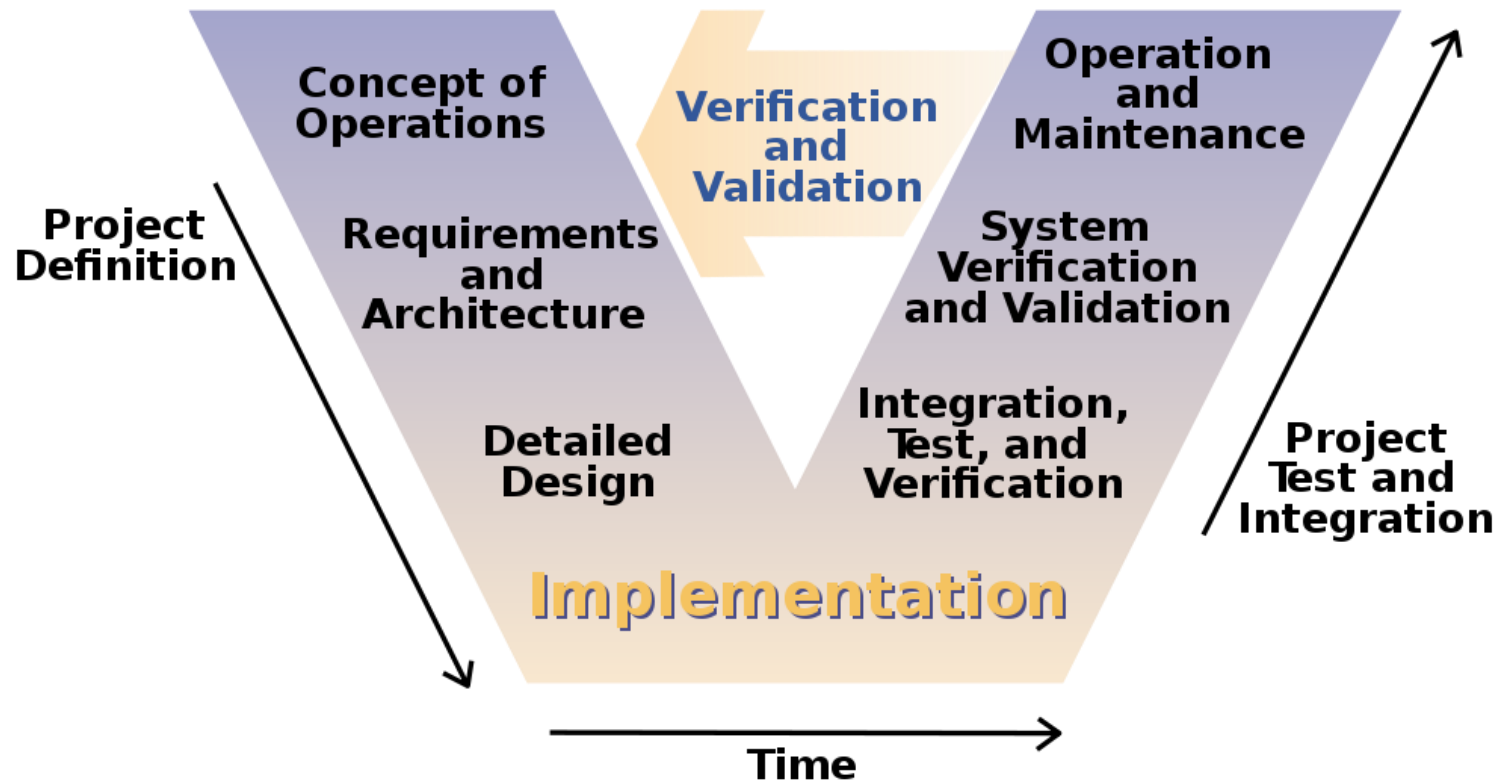 Concept of
Operations
Verification
and
Validation
Operation
and
Maintenance
Project
Definition
Requirements
and
Architecture
System
Verification
and Validation
Detailed
Design
Integration,
Test, and
Verification
Project
Test and
Integration
Implementation
Time